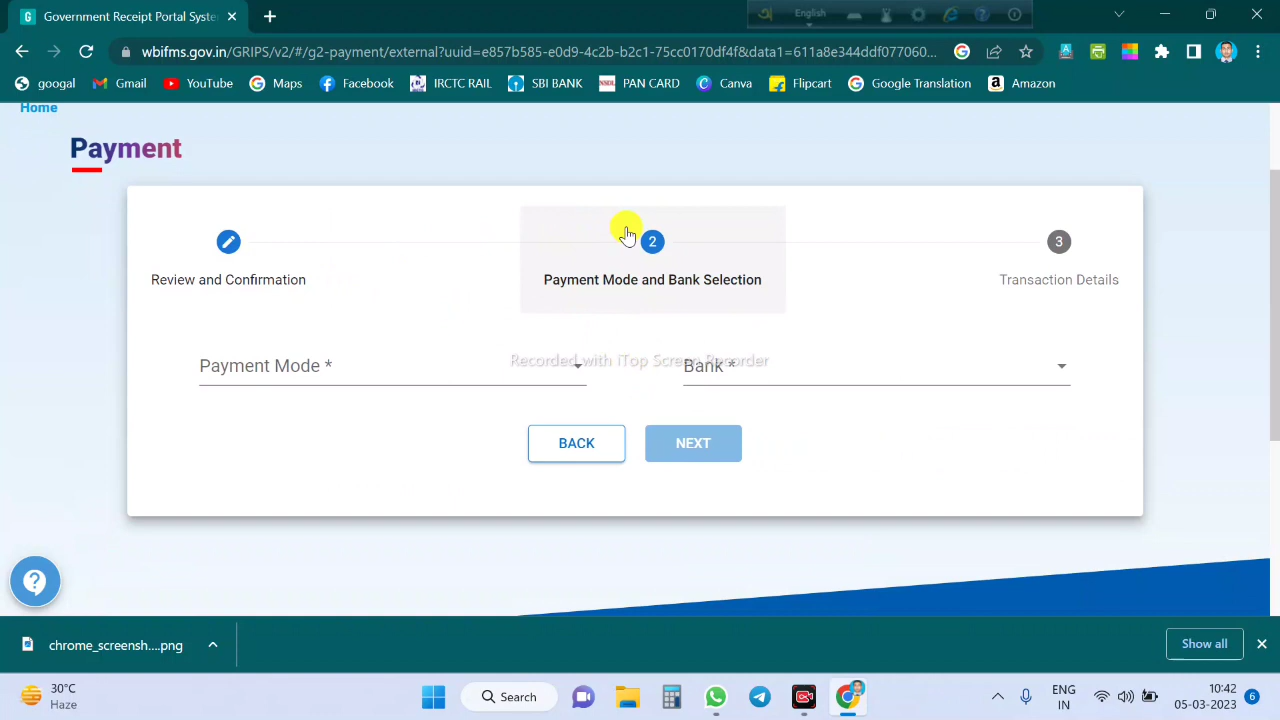 Government Receipt Portal Syste
English
wbifms.gov.in/GRIPS/v2/#/g2-payment/external?uuid=e857b585-e0d9-4c2b-b2c1-75cc0170df4f&data1=611a8e344ddf077060...
googal
Gmail
YouTube
Maps
Facebook
IRCTC RAIL
SBI BANK
PAN CARD
Canva
Flipcart
Google Translation
Amazon
Home
Payment
2
3
Review and Confirmation
Payment Mode and Bank Selection
Transaction Details
Recorded with iTop Screen Recorder
Payment Mode *
Bank *
BACK
NEXT
chrome_screensh....png
Show all
30°C
Haze
Search
ENG
IN
10:42
05-03-2023
6